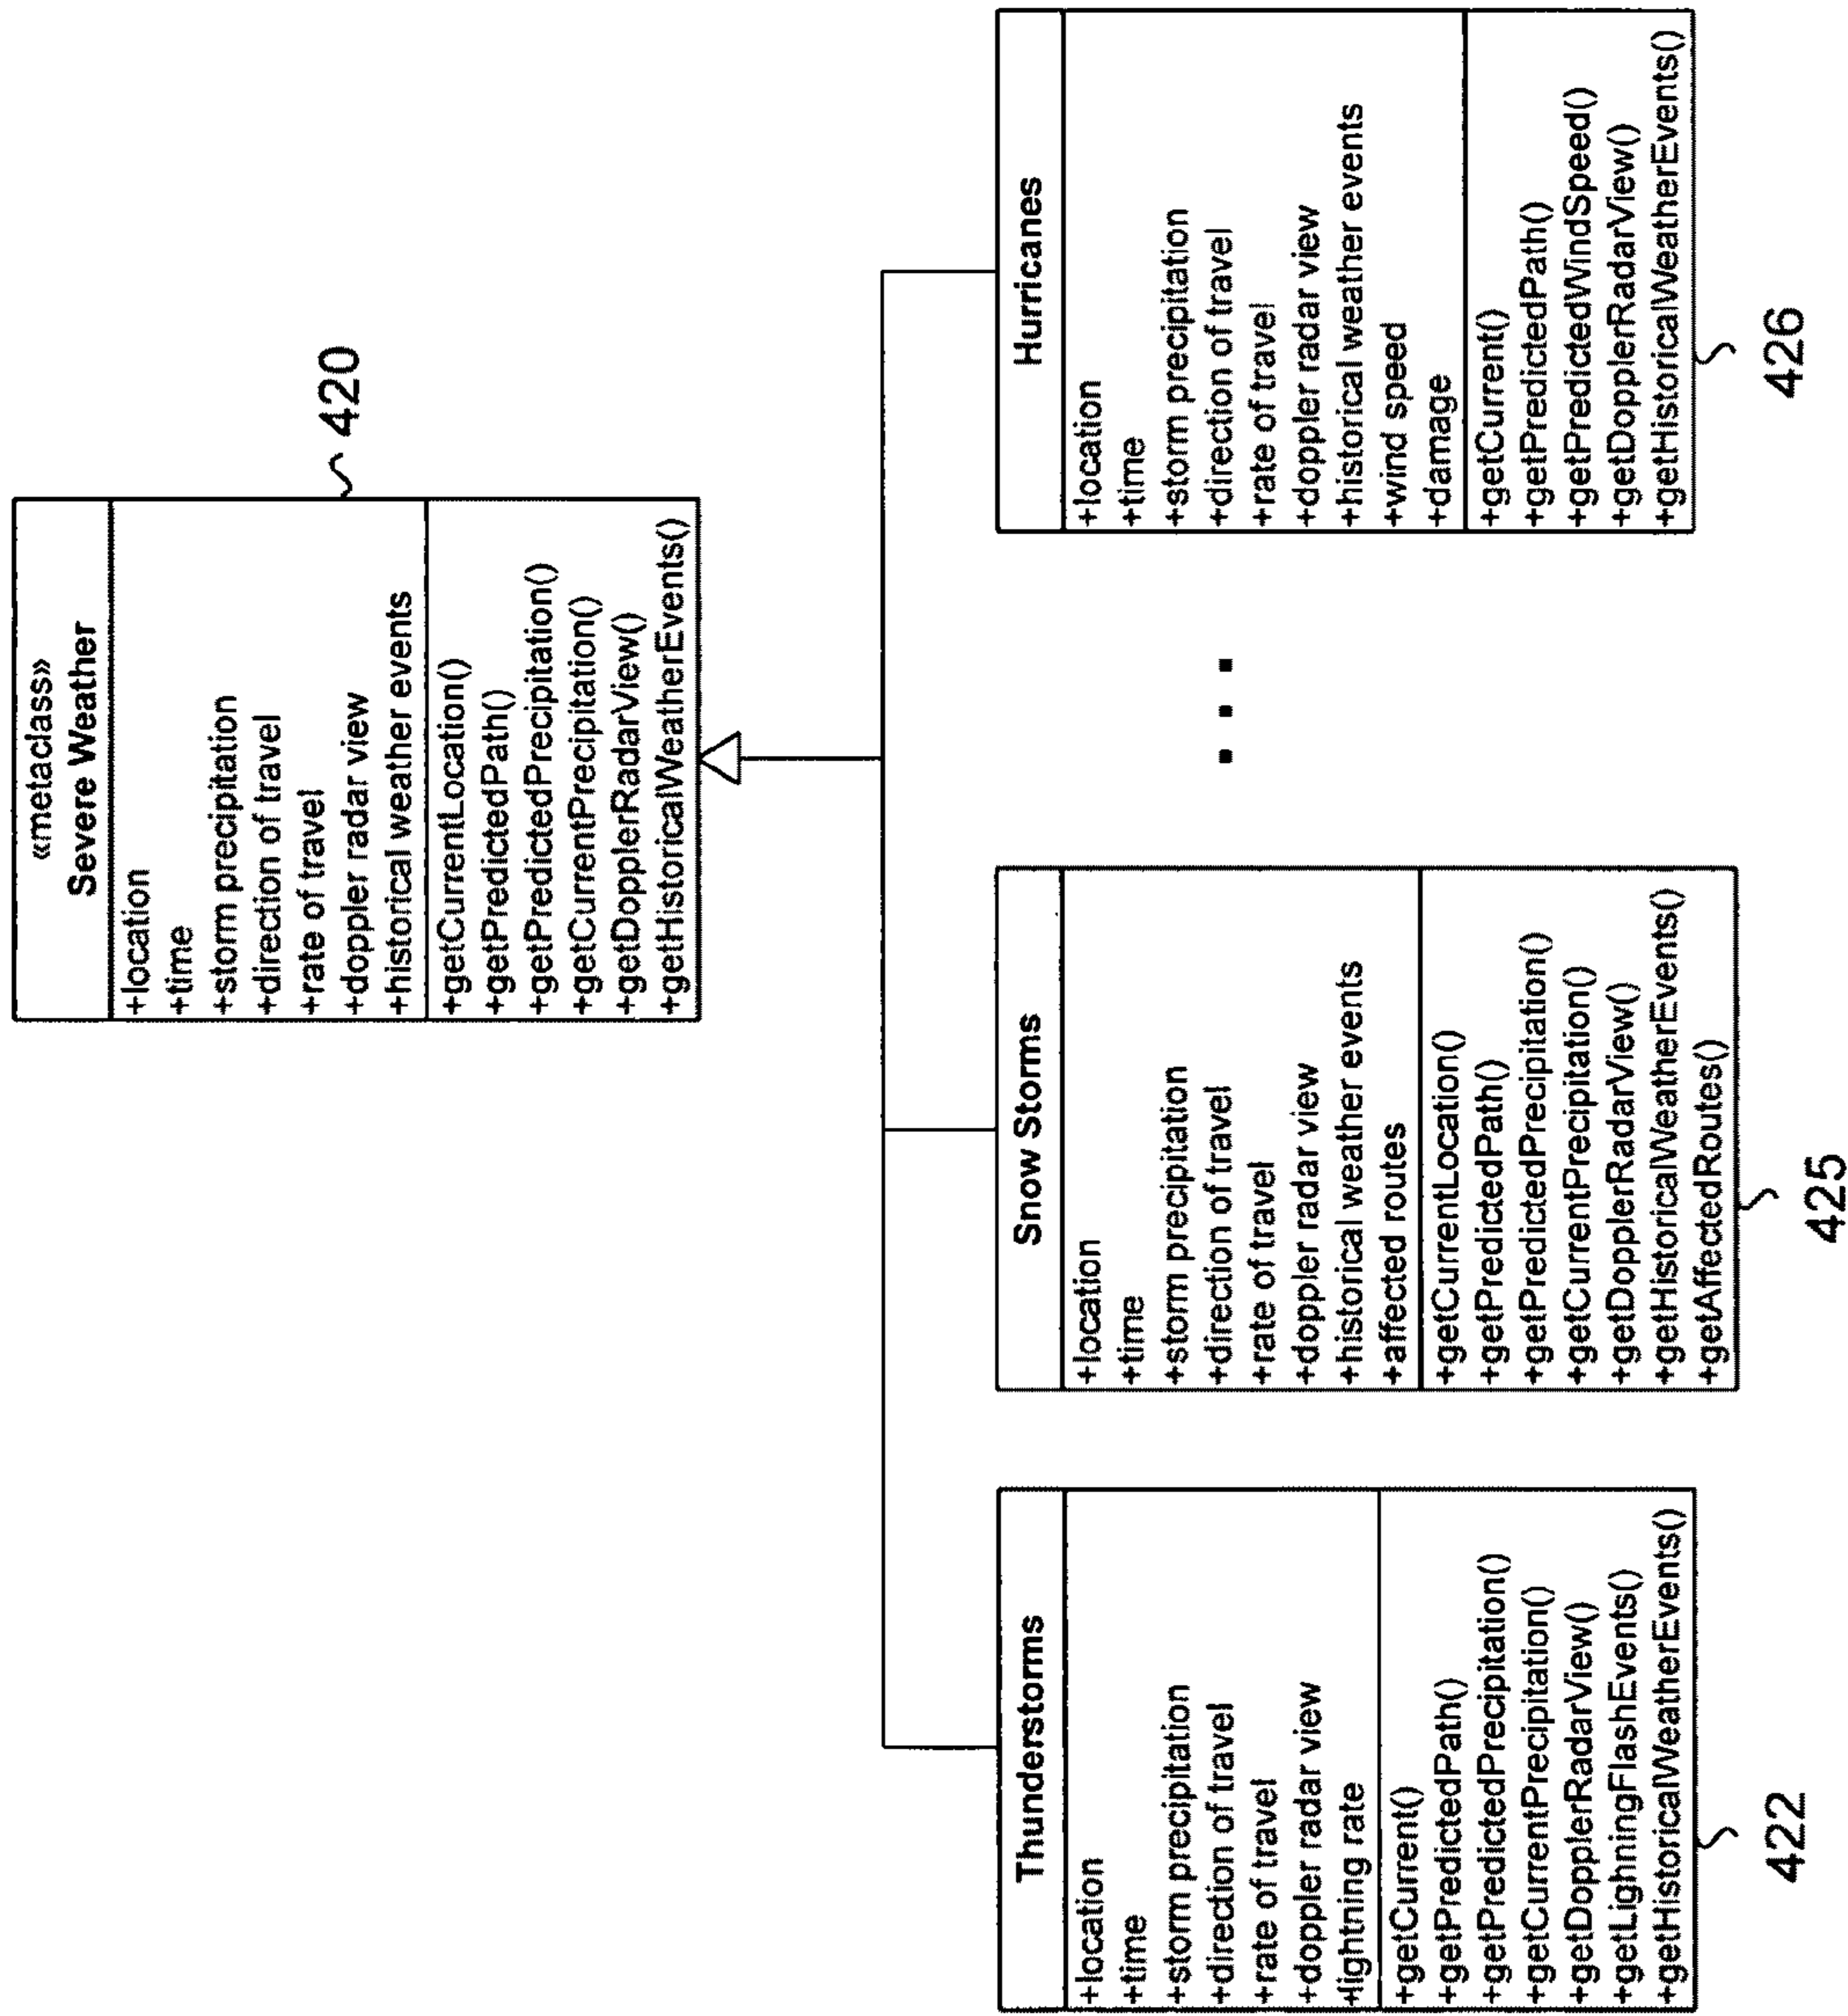 «metaclass»
Severe Weather
+location
+time
+storm precipitation
+direction of travel
+rate of travel
+doppler radar view
+historical weather events
+getCurrentLocation()
+getPredictedPath()
+getPredictedPrecipitation()
+getCurrentPrecipitation()
+getDopplerRadarView()
+getHistoricalWeatherEvents()
420
Thunderstorms
+location
+time
+storm precipitation
+direction of travel
+rate of travel
+doppler radar view
+lightning rate
+getCurrent()
+getPredictedPath()
+getPredictedPrecipitation()
+getCurrentPrecipitation()
+getDopplerRadarView()
+getLighningFlashEvents()
+getHistoricalWeatherEvents()
422
Snow Storms
+location
+time
+storm precipitation
+direction of travel
+rate of travel
+doppler radar view
+historical weather events
+affected routes
+getCurrentLocation()
+getPredictedPath()
+getPredictedPrecipitation()
+getCurrentPrecipitation()
+getDopplerRadarView()
+getHistoricalWeatherEvents()
+getAffectedRoutes()
425
. . .
Hurricanes
+location
+time
+storm precipitation
+direction of travel
+rate of travel
+doppler radar view
+historical weather events
+wind speed
+damage
+getCurrent()
+getPredictedPath()
+getPredictedWindSpeed()
+getDopplerRadarView()
+getHistoricalWeatherEvents()
426